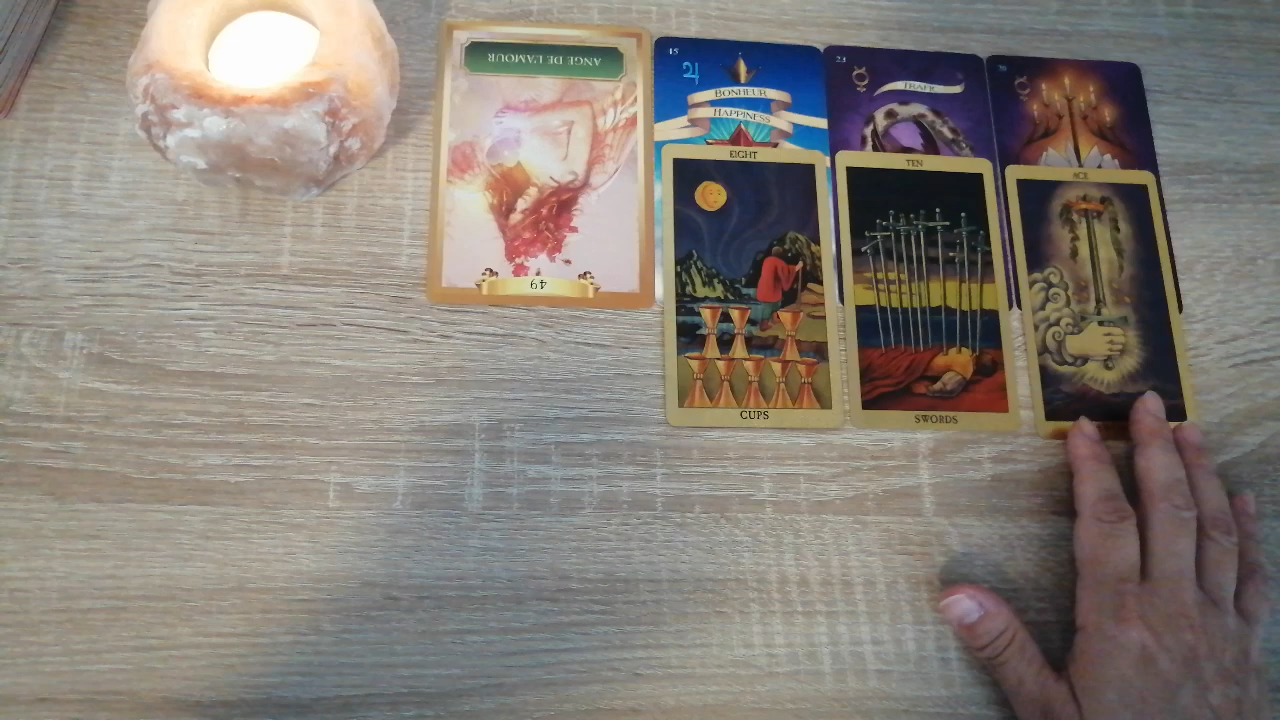 ANGE DE L'AMOUR
49
15
BONHEUR
HAPPINESS
EIGHT
CUPS
23
TEN
SWORDS
ACE